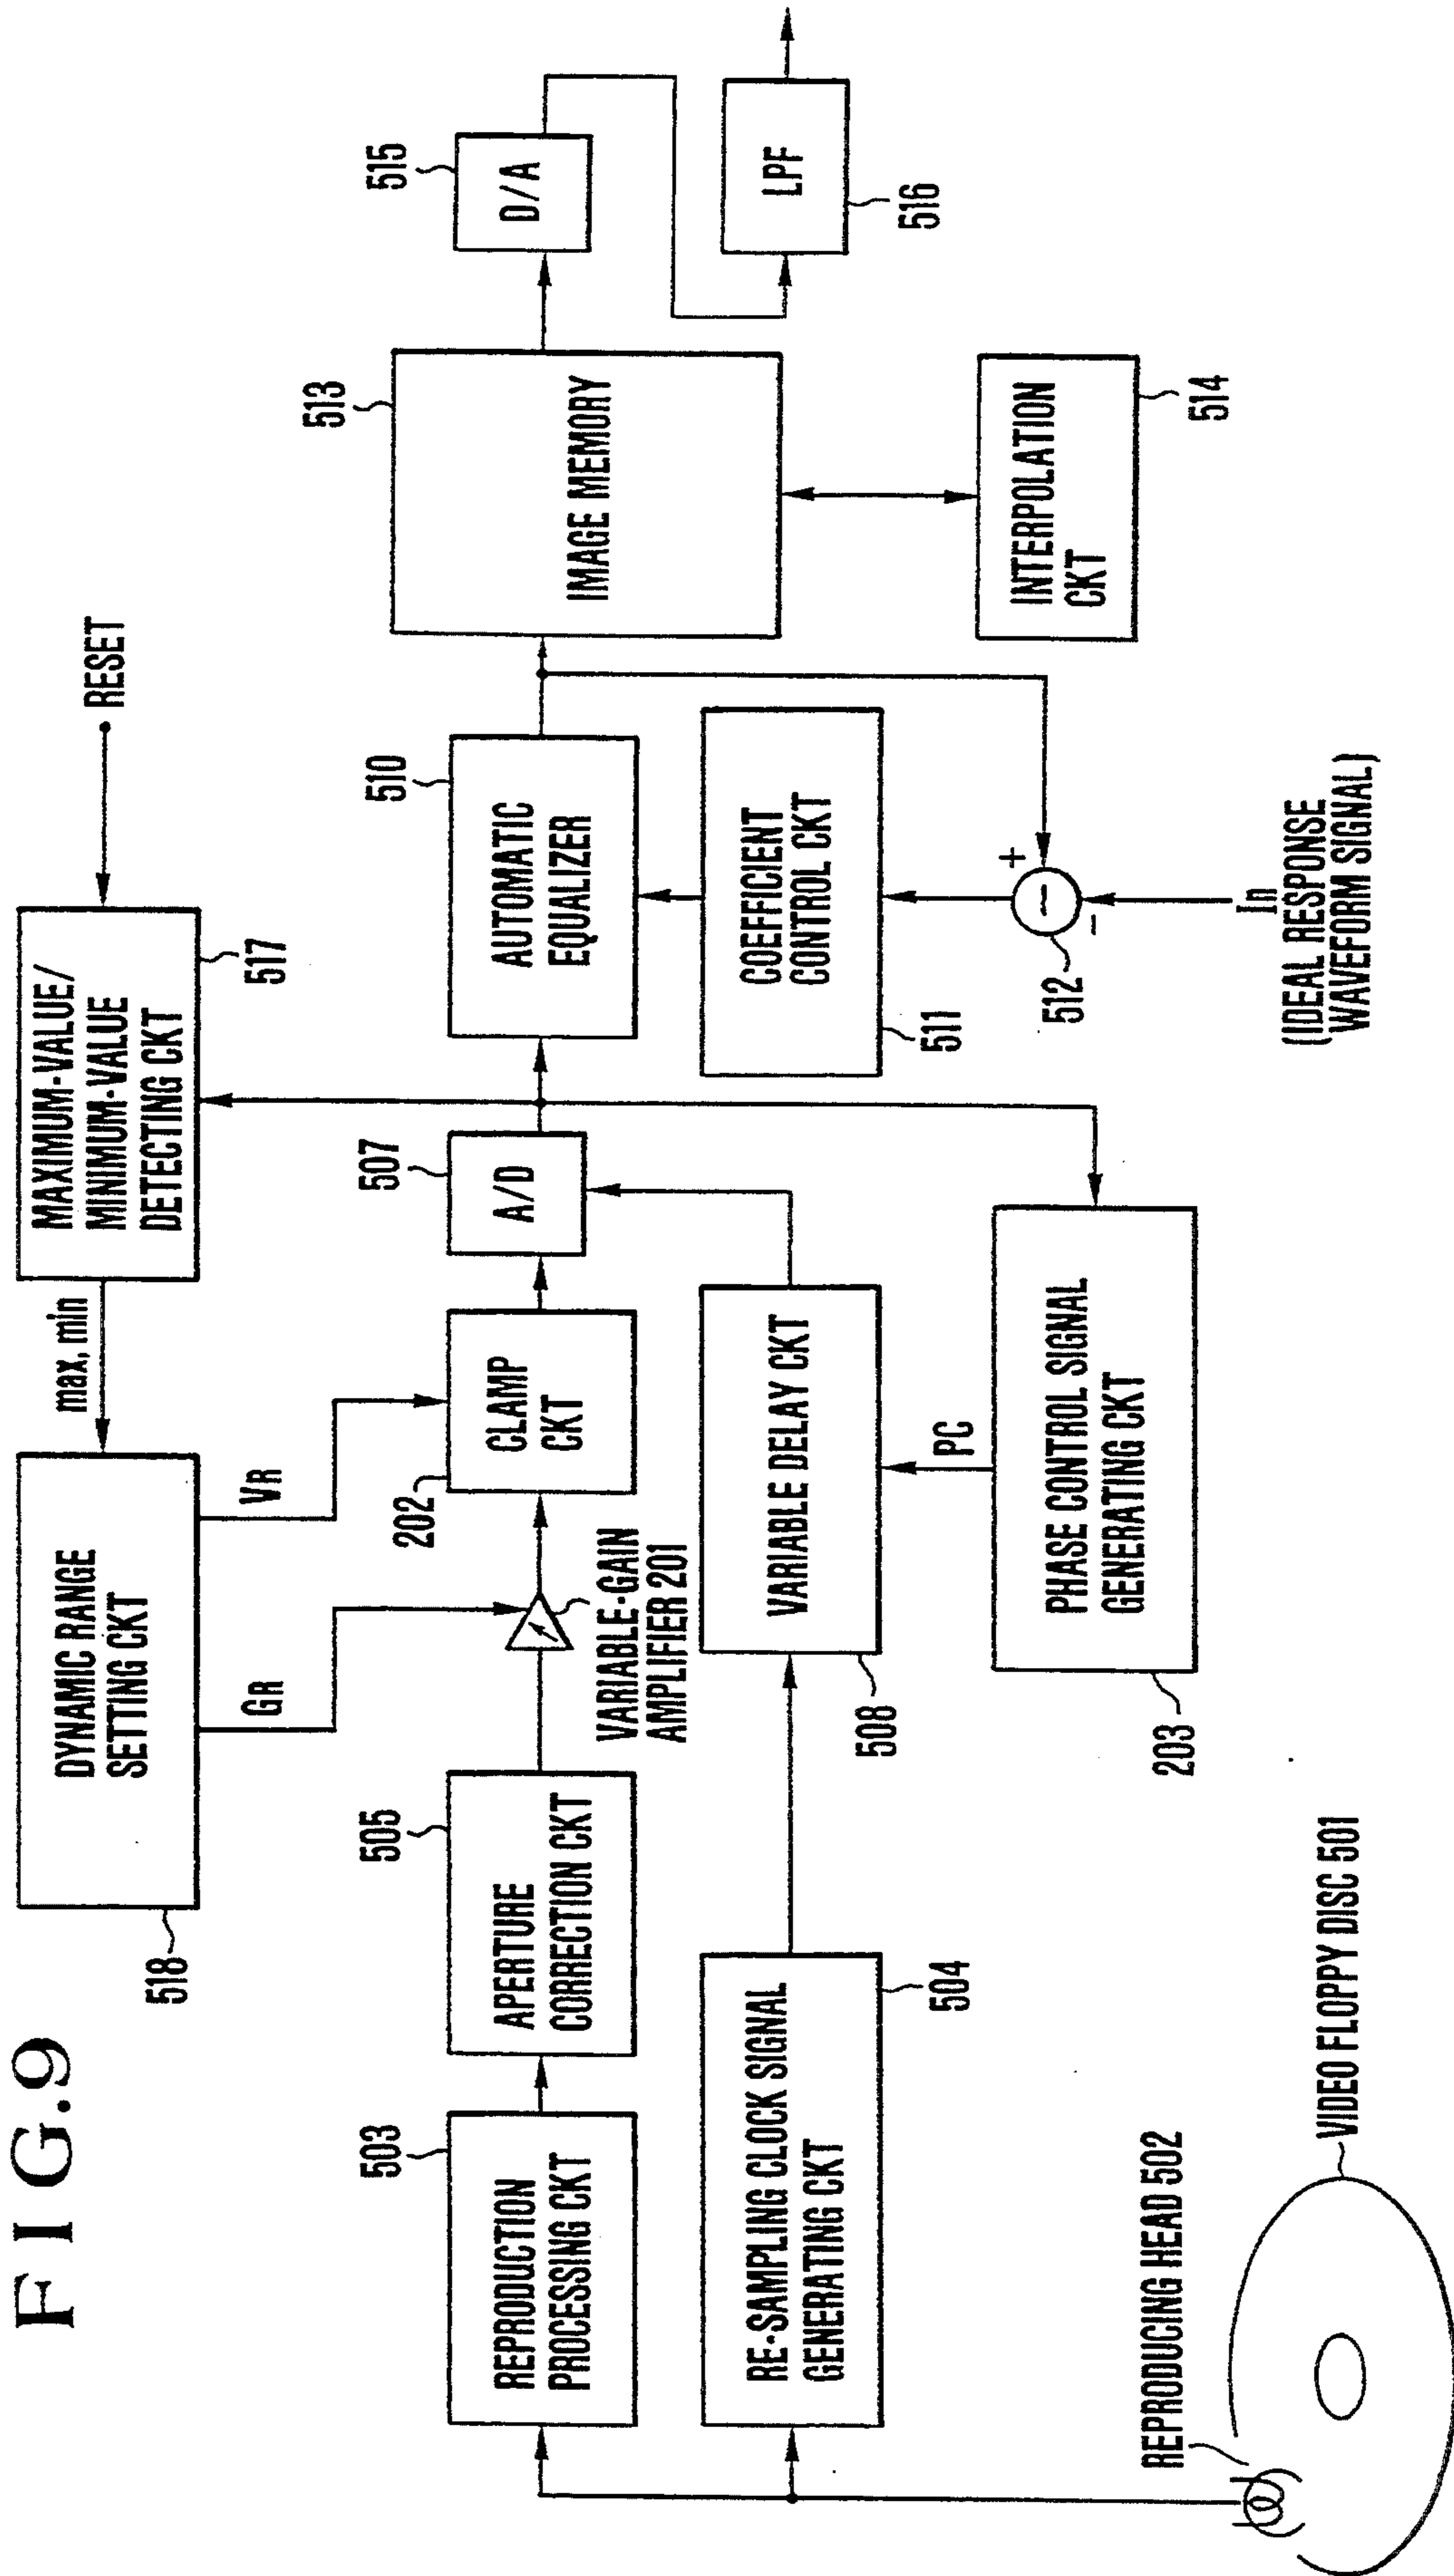 FIG.9
518
DYNAMIC RANGE
SETTING CKT
max, min
MAXIMUM-VALUE/
MINIMUM-VALUE
DETECTING CKT
517
RESET
GR
VR
503
REPRODUCTION
PROCESSING CKT
505
APERTURE
CORRECTION CKT
VARIABLE-GAIN
AMPLIFIER 201
202
CLAMP
CKT
507
A/D
510
AUTOMATIC
EQUALIZER
513
IMAGE MEMORY
515
D/A
LPF
516
RE-SAMPLING CLOCK SIGNAL
GENERATING CKT
504
VARIABLE DELAY CKT
508
PC
COEFFICIENT
CONTROL CKT
511
PHASE CONTROL SIGNAL
GENERATING CKT
203
+
−
−
512
In
(IDEAL RESPONSE
WAVEFORM SIGNAL)
INTERPOLATION
CKT
514
REPRODUCING HEAD 502
VIDEO FLOPPY DISC 501